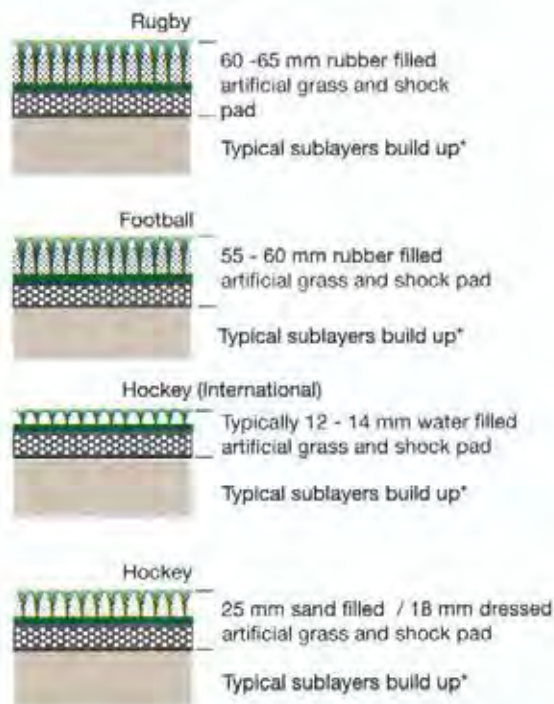 Rugby
60 -65 mm rubber filled
artificial grass and shock
pad
Typical sublayers build up*
Football
55 - 60 mm rubber filled
artificial grass and shock pad
Typical sublayers build up*
Hockey (International)
Typically 12 - 14 mm water filled
artificial grass and shock pad
Typical sublayers build up*
Hockey
25 mm sand filled / 18 mm dressed
artificial grass and shock pad
Typical sublayers build up*